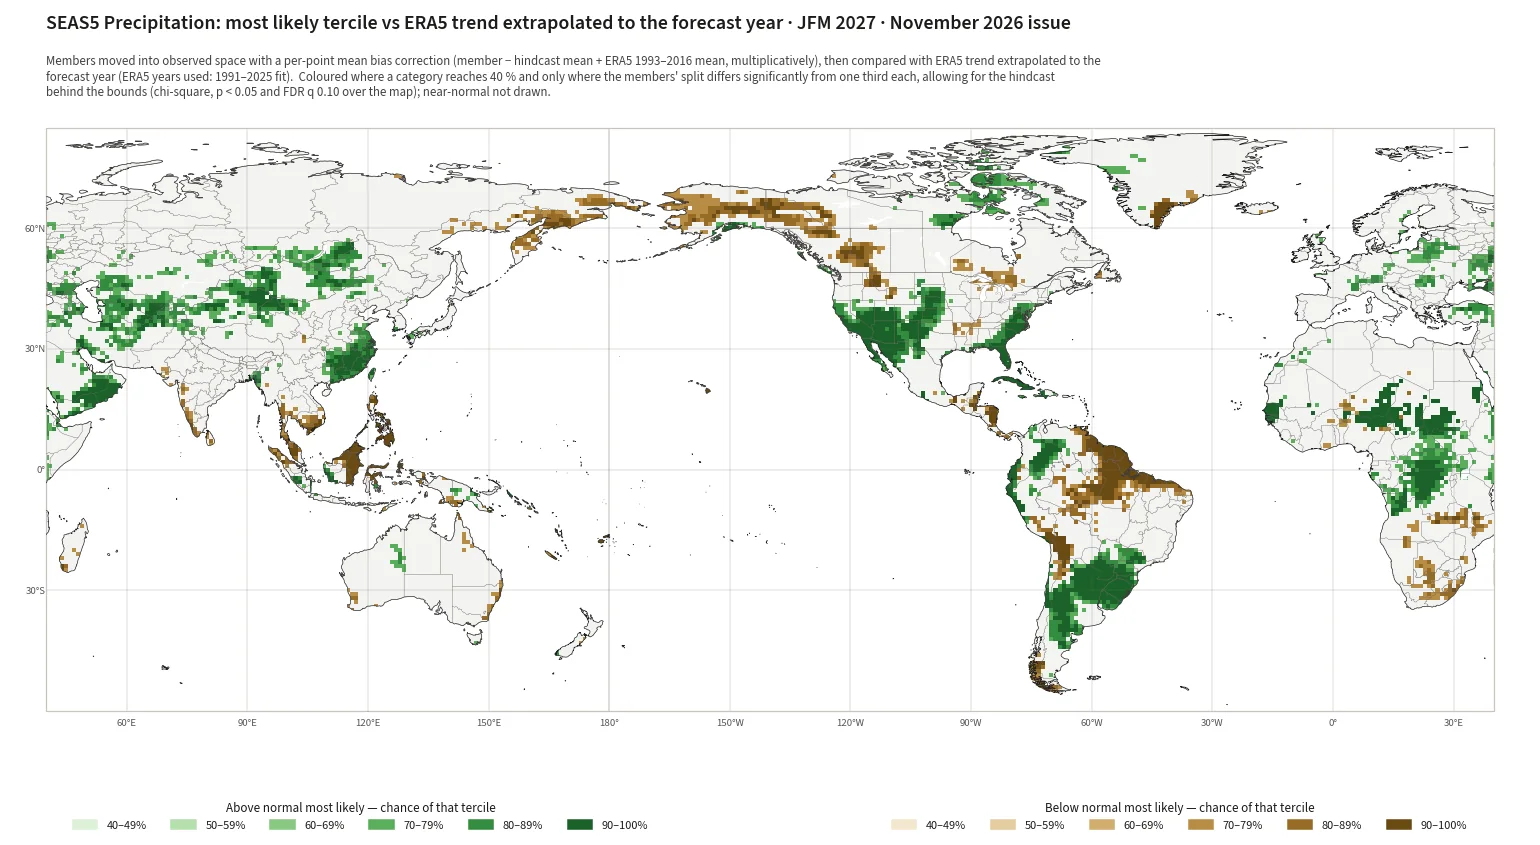 SEAS5 Precipitation: most likely tercile vs ERA5 trend extrapolated to the forecast year · JFM 2027 · November 2026 issue
Members moved into observed space with a per-point mean bias correction (member − hindcast mean + ERA5 1993–2016 mean, multiplicatively), then compared with ERA5 trend extrapolated to the
forecast year (ERA5 years used: 1991–2025 fit). Coloured where a category reaches 40 % and only where the members' split differs significantly from one third each, allowing for the hindcast
behind the bounds (chi-square, p < 0.05 and FDR q 0.10 over the map); near-normal not drawn.
60°N
30°N
0°
30°S
60°E 90°E 120°E 150°E 180° 150°W 120°W 90°W 60°W 30°W 0° 30°E
Above normal most likely — chance of that tercile
40–49% 50–59% 60–69% 70–79% 80–89% 90–100%
Below normal most likely — chance of that tercile
40–49% 50–59% 60–69% 70–79% 80–89% 90–100%